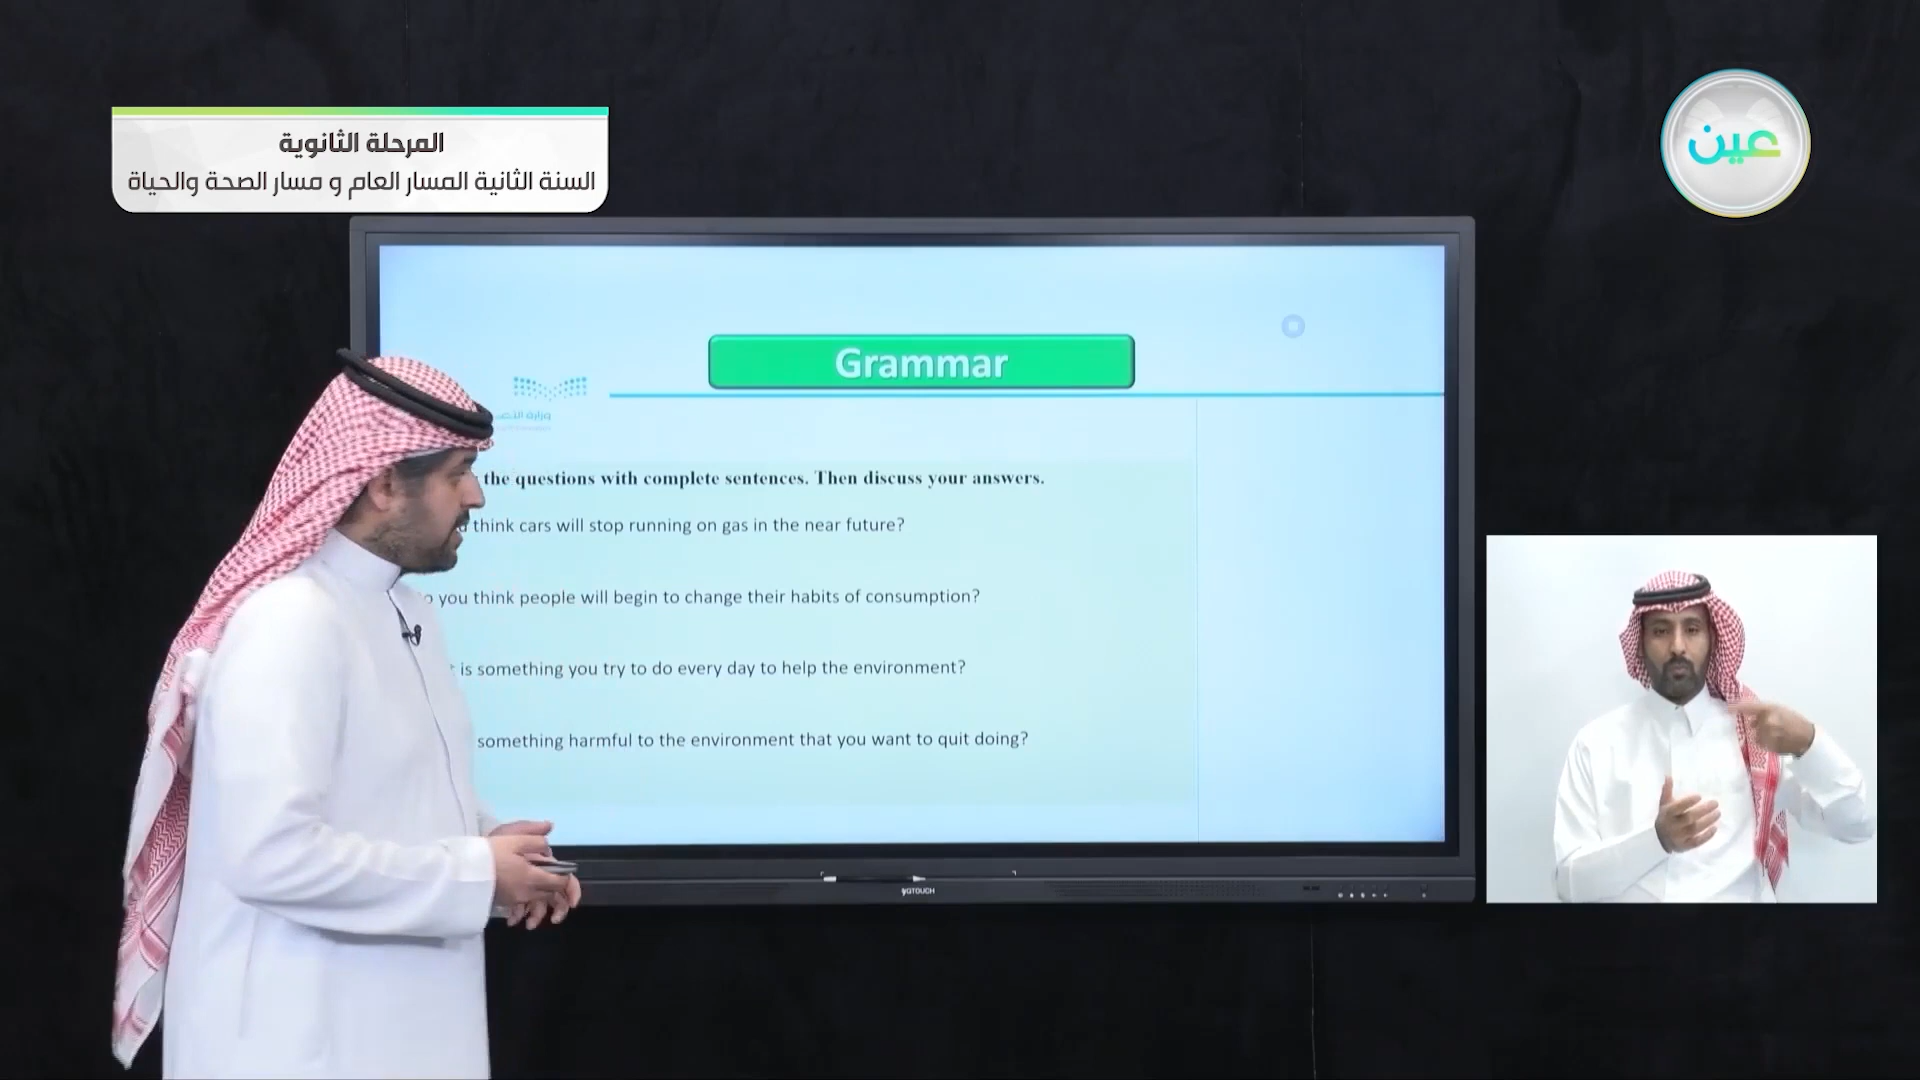 المرحلة الثانوية
السنة الثانية المسار العام و مسار الصحة والحياة
عين
Grammar
وزارة التعـ
the questions with complete sentences. Then discuss your answers.
think cars will stop running on gas in the near future?
you think people will begin to change their habits of consumption?
is something you try to do every day to help the environment?
something harmful to the environment that you want to quit doing?